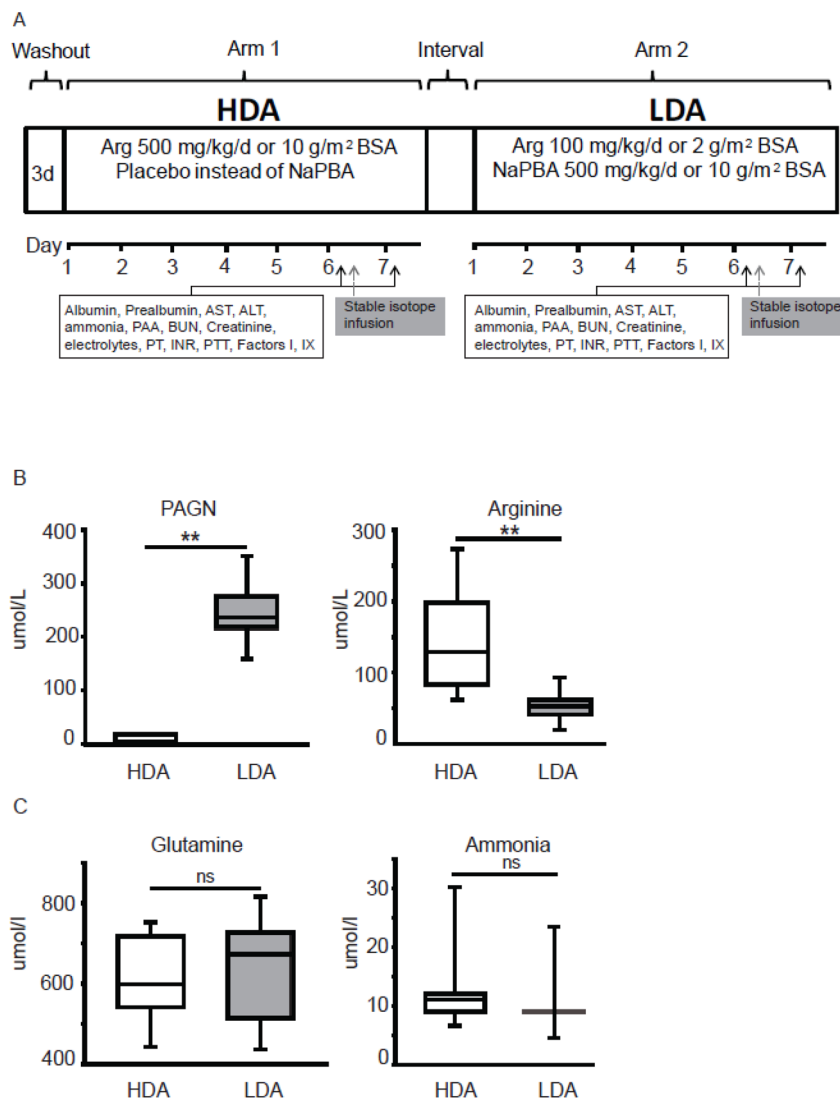 A
Washout Arm 1 Interval Arm 2
HDA LDA
3d
Arg 500 mg/kg/d or 10 g/m² BSA
Placebo instead of NaPBA
Arg 100 mg/kg/d or 2 g/m² BSA
NaPBA 500 mg/kg/d or 10 g/m² BSA
Day
1 2 3 4 5 6 7
1 2 3 4 5 6 7
Albumin, Prealbumin, AST, ALT,
ammonia, PAA, BUN, Creatinine,
electrolytes, PT, INR, PTT, Factors I, IX
Stable isotope
infusion
Albumin, Prealbumin, AST, ALT,
ammonia, PAA, BUN, Creatinine,
electrolytes, PT, INR, PTT, Factors I, IX
Stable isotope
infusion
B
PAGN
**
umol/L
400
300
200
100
0
HDA LDA
Arginine
**
umol/L
300
200
100
0
HDA LDA
C
Glutamine
ns
umol/l
800
600
400
HDA LDA
Ammonia
ns
umol/l
30
20
10
0
HDA LDA